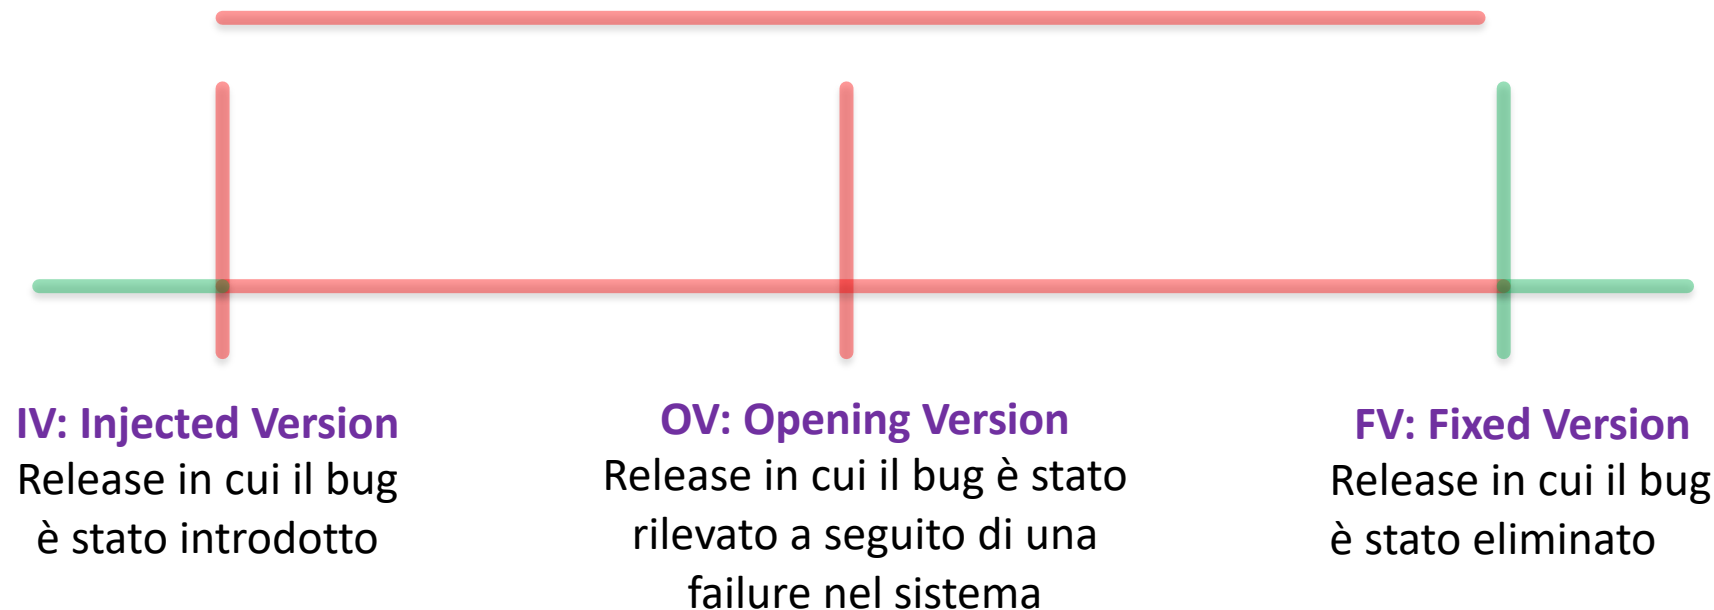 IV: Injected Version
Release in cui il bug
è stato introdotto
OV: Opening Version
Release in cui il bug è stato
rilevato a seguito di una
failure nel sistema
FV: Fixed Version
Release in cui il bug
è stato eliminato